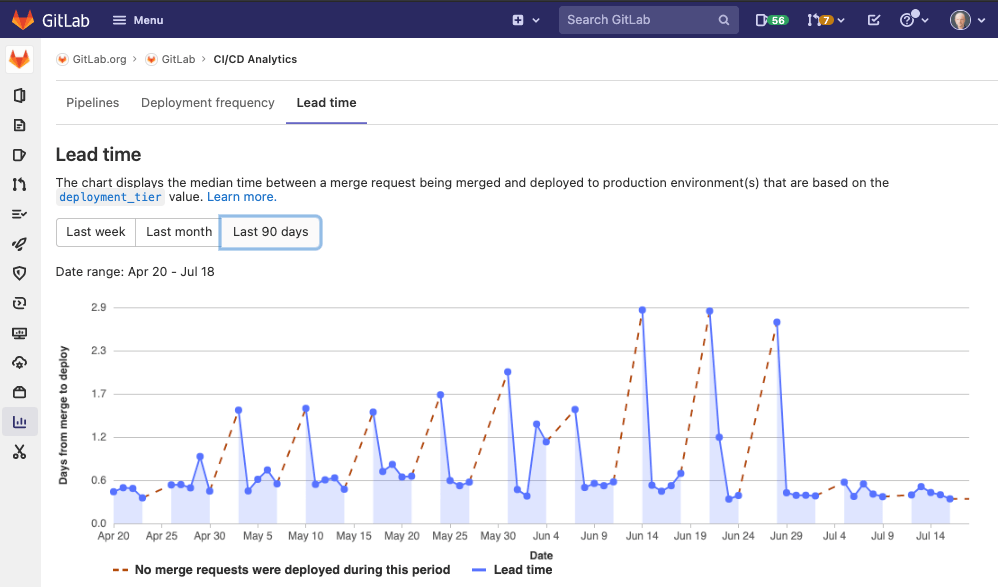 GitLab Menu Search GitLab 56 7
GitLab.org › GitLab › CI/CD Analytics
Pipelines Deployment frequency Lead time
Lead time
The chart displays the median time between a merge request being merged and deployed to production environment(s) that are based on the
deployment_tier value. Learn more.
Last week Last month Last 90 days
Date range: Apr 20 - Jul 18
Days from merge to deploy
2.9
2.3
1.7
1.2
0.6
0.0
Apr 20 Apr 25 Apr 30 May 5 May 10 May 15 May 20 May 25 May 30 Jun 4 Jun 9 Jun 14 Jun 19 Jun 24 Jun 29 Jul 4 Jul 9 Jul 14
Date
No merge requests were deployed during this period Lead time